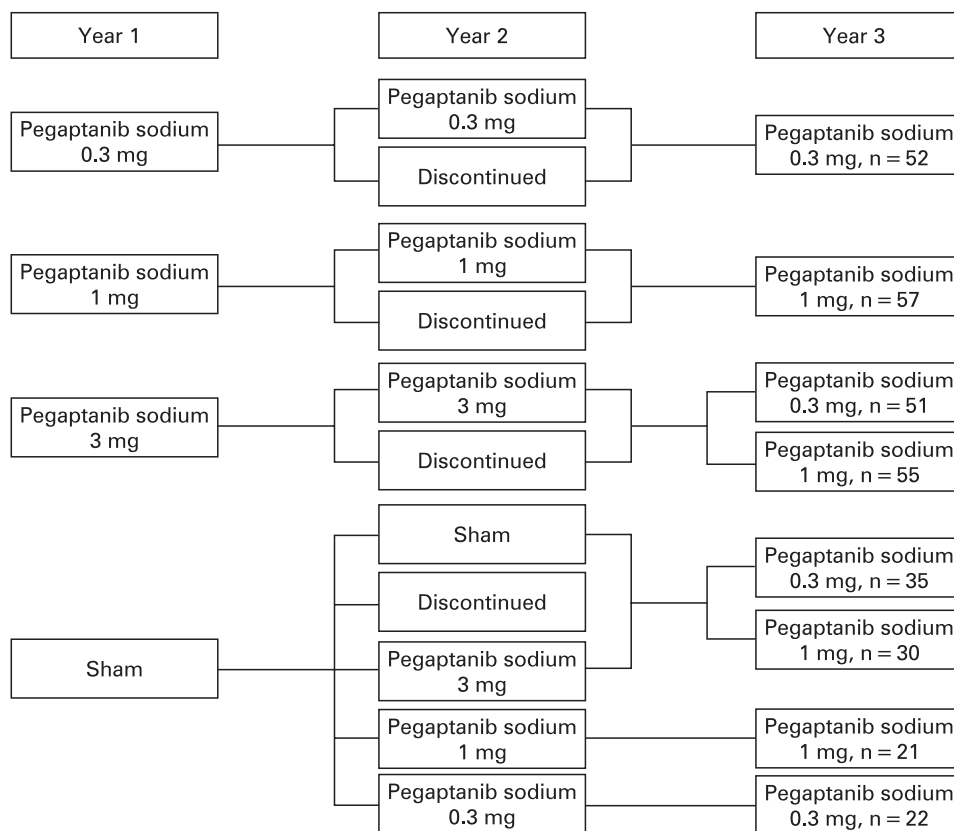 Year 1
Year 2
Year 3
Pegaptanib sodium
0.3 mg
Pegaptanib sodium
0.3 mg
Discontinued
Pegaptanib sodium
0.3 mg, n = 52
Pegaptanib sodium
1 mg
Pegaptanib sodium
1 mg
Discontinued
Pegaptanib sodium
1 mg, n = 57
Pegaptanib sodium
3 mg
Pegaptanib sodium
3 mg
Discontinued
Pegaptanib sodium
0.3 mg, n = 51
Pegaptanib sodium
1 mg, n = 55
Sham
Sham
Discontinued
Pegaptanib sodium
3 mg
Pegaptanib sodium
1 mg
Pegaptanib sodium
0.3 mg
Pegaptanib sodium
0.3 mg, n = 35
Pegaptanib sodium
1 mg, n = 30
Pegaptanib sodium
1 mg, n = 21
Pegaptanib sodium
0.3 mg, n = 22